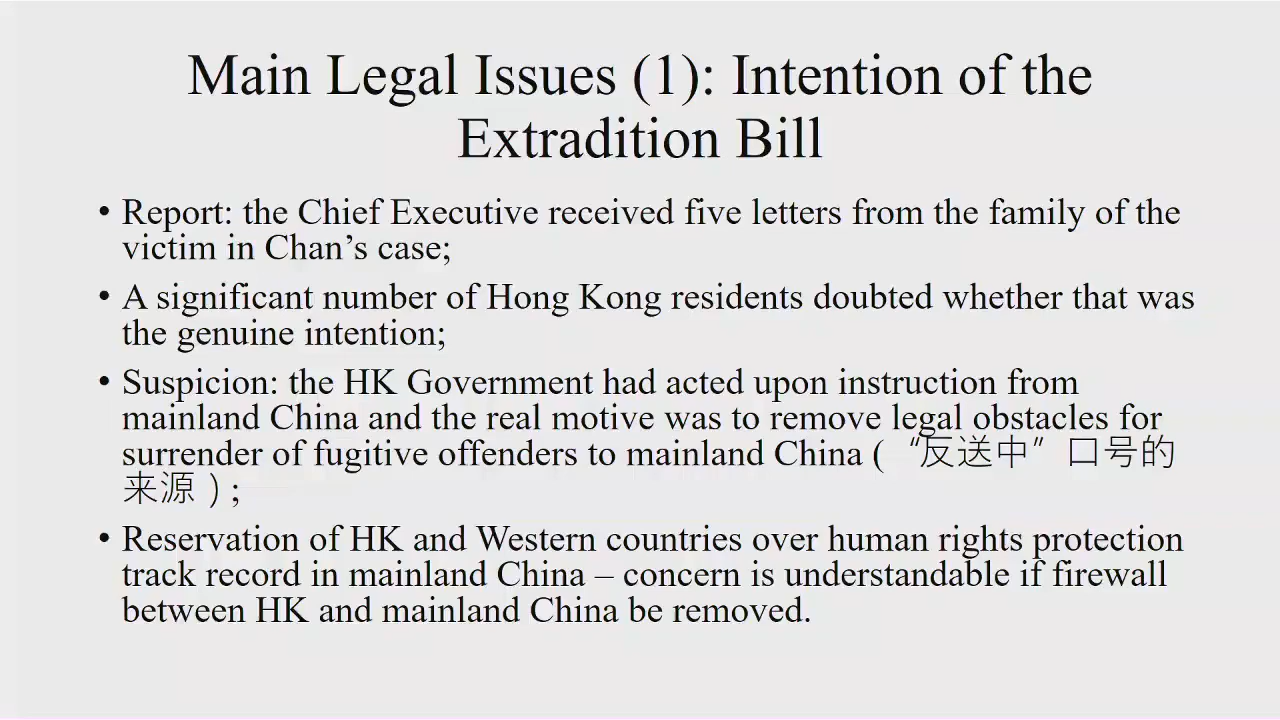 Main Legal Issues (1): Intention of the
Extradition Bill
• Report: the Chief Executive received five letters from the family of the
victim in Chan’s case;
• A significant number of Hong Kong residents doubted whether that was
the genuine intention;
• Suspicion: the HK Government had acted upon instruction from
mainland China and the real motive was to remove legal obstacles for
surrender of fugitive offenders to mainland China (“反送中”口号的
来源);
• Reservation of HK and Western countries over human rights protection
track record in mainland China – concern is understandable if firewall
between HK and mainland China be removed.